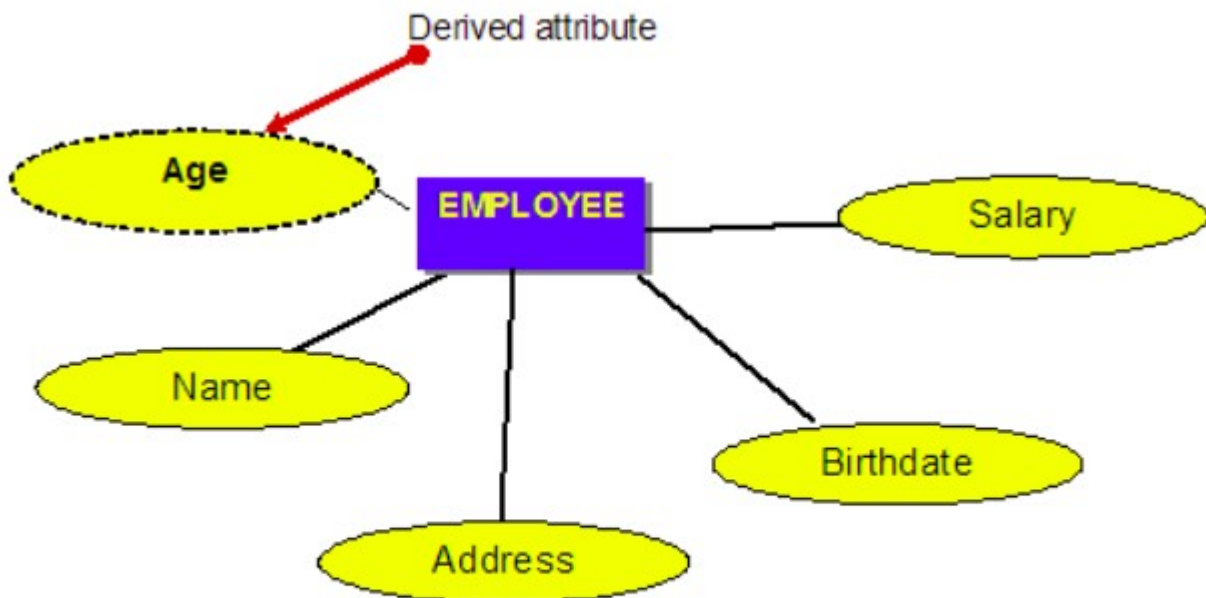 Derived attribute
Age
EMPLOYEE
Salary
Name
Birthdate
Address